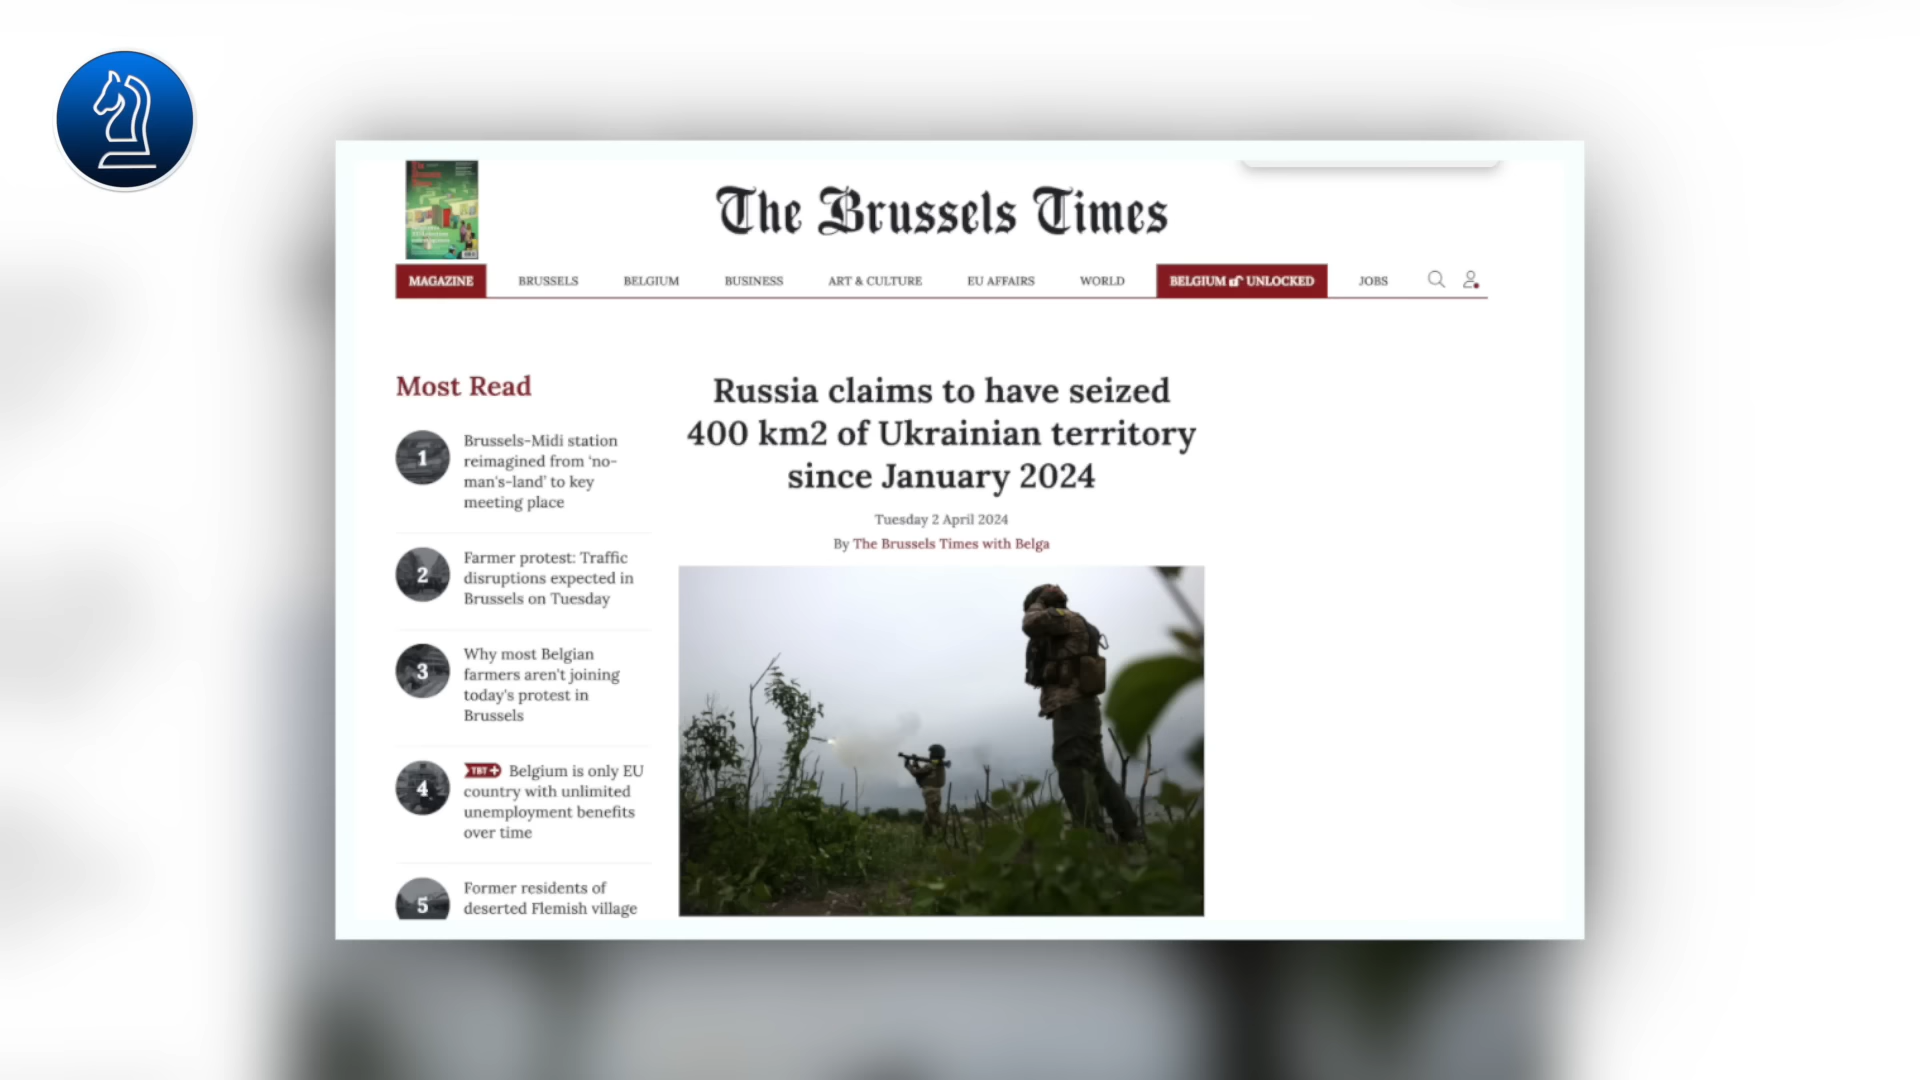 The Brussels Times
MAGAZINE
BRUSSELS
BELGIUM
BUSINESS
ART & CULTURE
EU AFFAIRS
WORLD
BELGIUM UNLOCKED
JOBS
Most Read
1
Brussels-Midi station
reimagined from 'no-
man's-land' to key
meeting place
2
Farmer protest: Traffic
disruptions expected in
Brussels on Tuesday
3
Why most Belgian
farmers aren't joining
today's protest in
Brussels
4
TBT+ Belgium is only EU
country with unlimited
unemployment benefits
over time
5
Former residents of
deserted Flemish village
Russia claims to have seized
400 km2 of Ukrainian territory
since January 2024
Tuesday 2 April 2024
By The Brussels Times with Belga